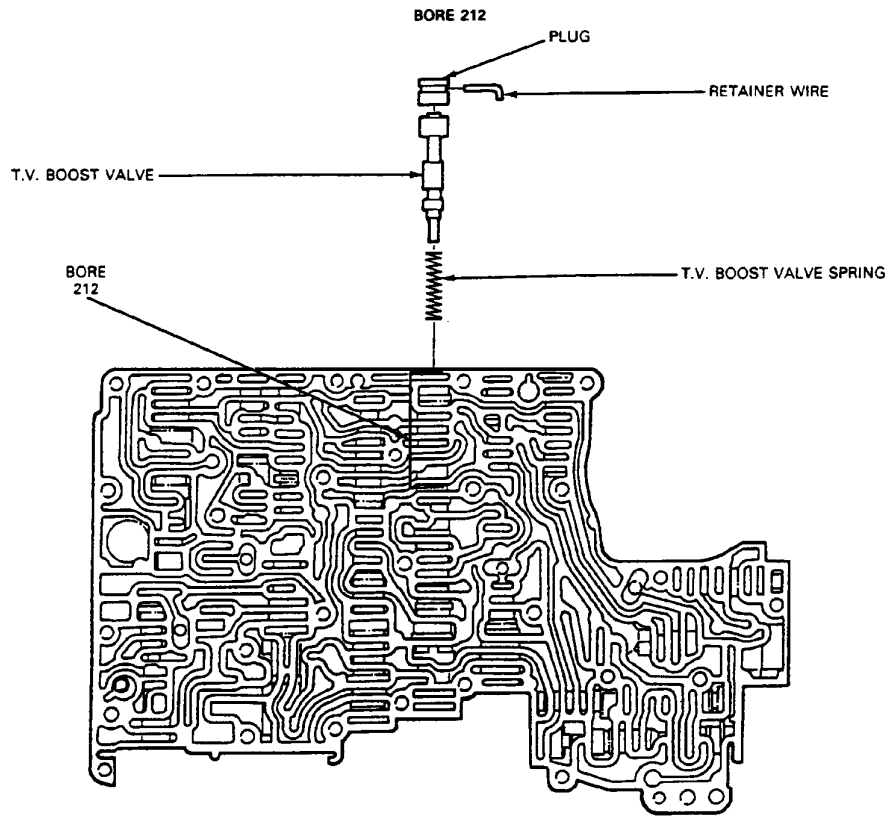 BORE 212
PLUG
RETAINER WIRE
T.V. BOOST VALVE
BORE
212
T.V. BOOST VALVE SPRING